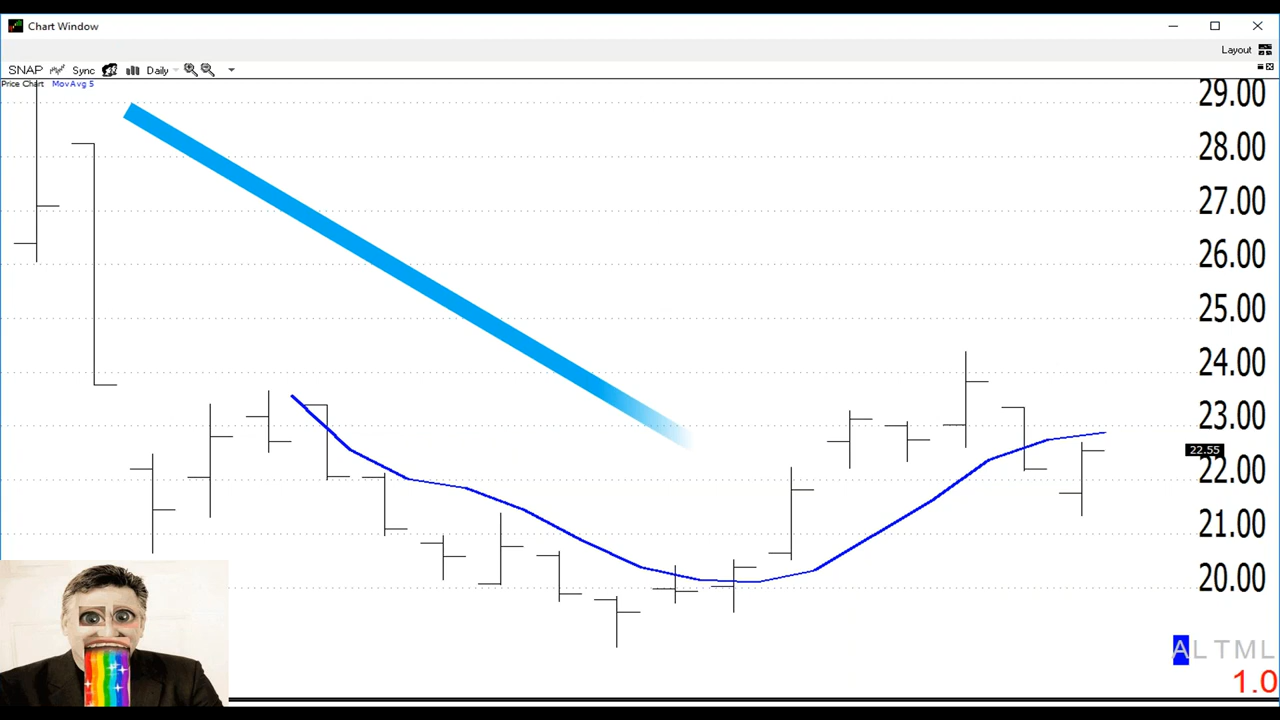 Chart Window
Layout
SNAP Sync Daily
Price Chart MovAvg 5
29.00
28.00
27.00
26.00
25.00
24.00
23.00
22.55
22.00
21.00
20.00
ALTML
1.0